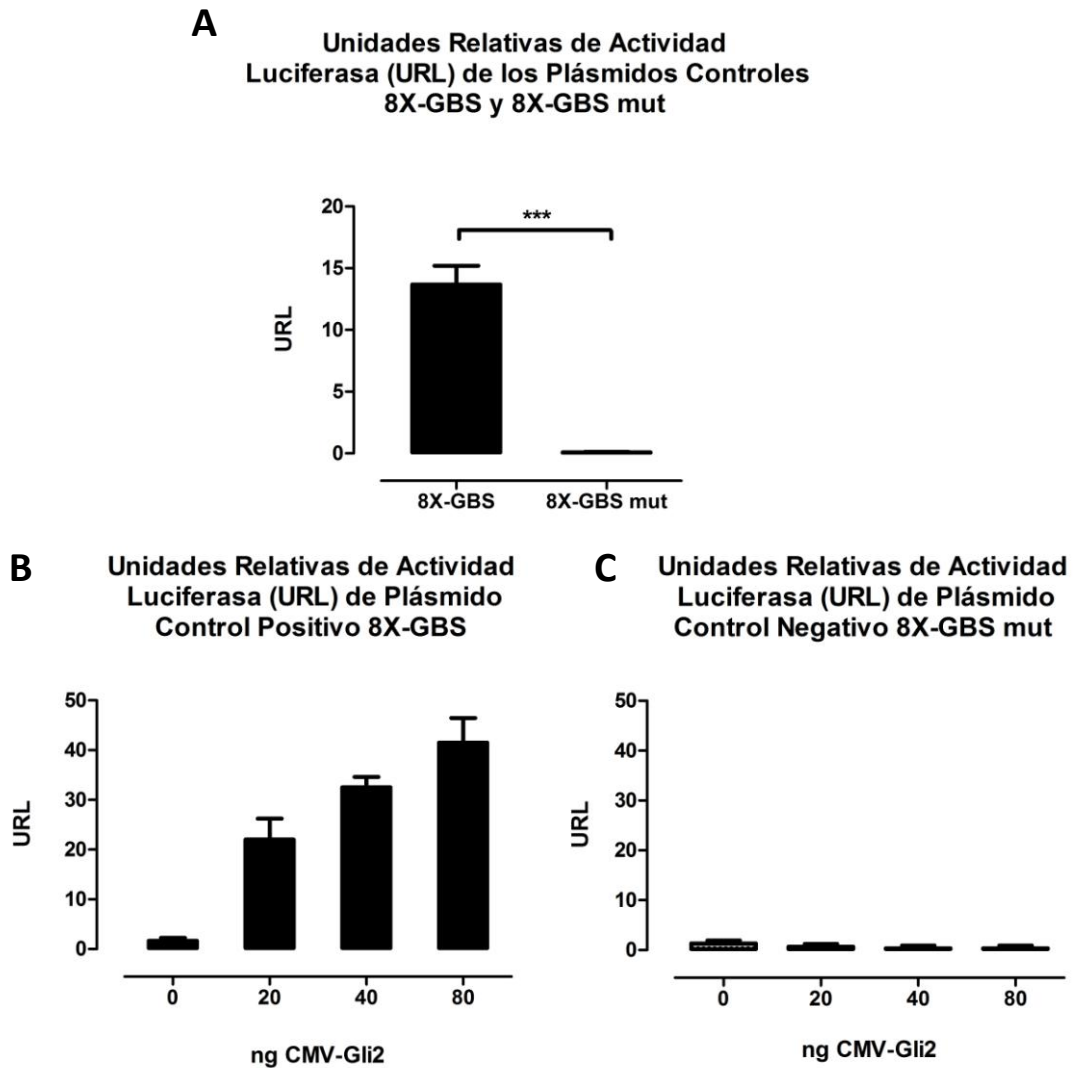 A
Unidades Relativas de Actividad
Luciferasa (URL) de los Plásmidos Controles
8X-GBS y 8X-GBS mut
20
***
15
10
5
0
URL
8X-GBS
8X-GBS mut
B
Unidades Relativas de Actividad
Luciferasa (URL) de Plásmido
Control Positivo 8X-GBS
50
40
30
20
10
0
URL
0 20 40 80
ng CMV-Gli2
C
Unidades Relativas de Actividad
Luciferasa (URL) de Plásmido
Control Negativo 8X-GBS mut
50
40
30
20
10
0
URL
0 20 40 80
ng CMV-Gli2